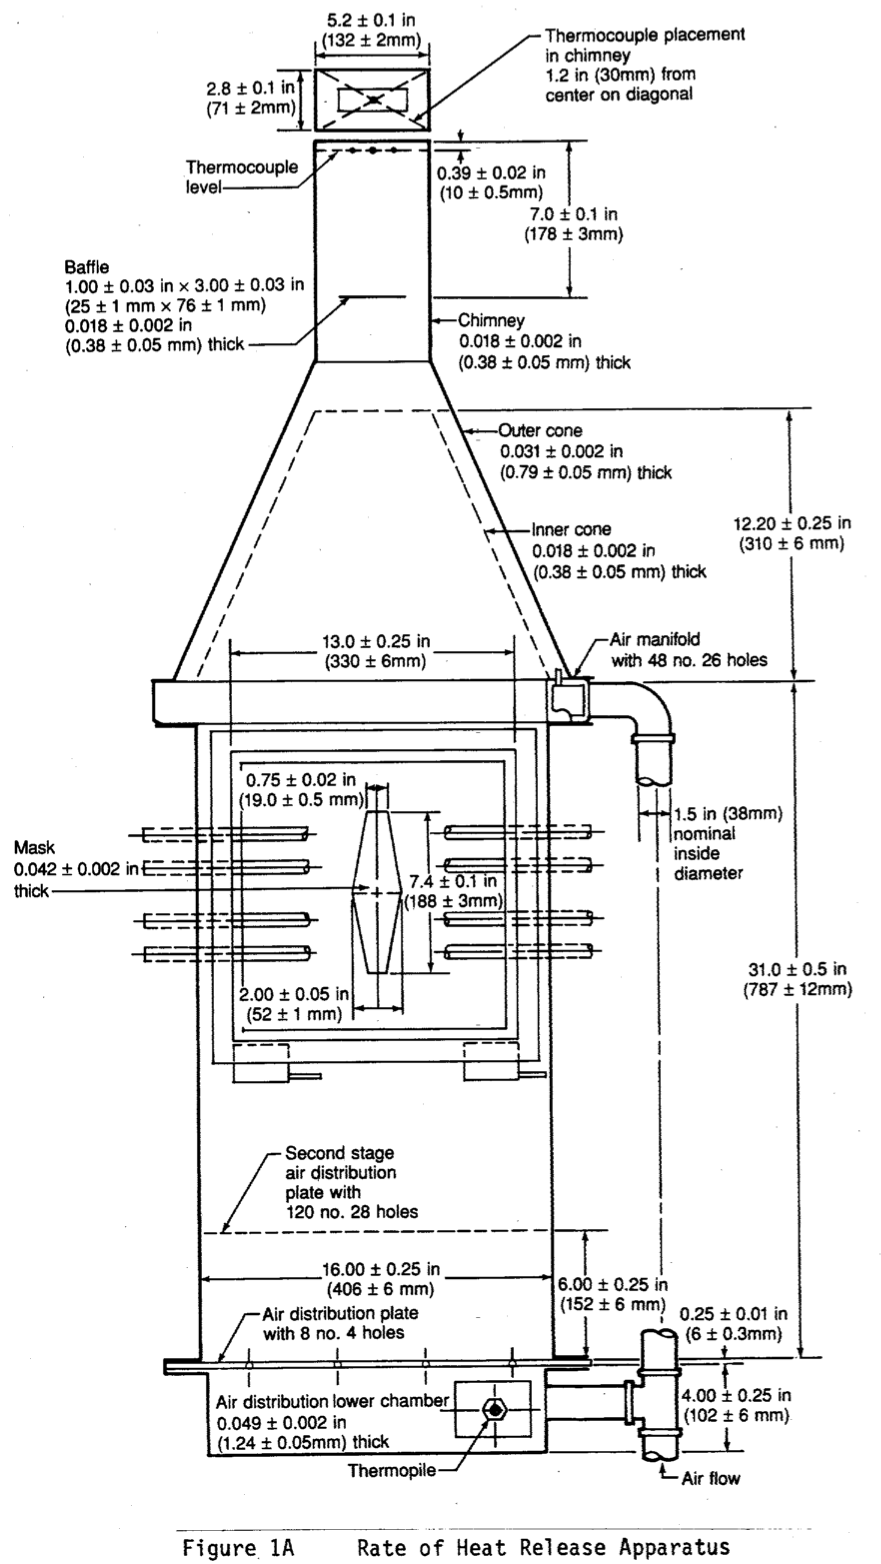 5.2 ± 0.1 in
(132 ± 2mm)
Thermocouple placement
in chimney
1.2 in (30mm) from
center on diagonal
2.8 ± 0.1 in
(71 ± 2mm)
Thermocouple
level
0.39 ± 0.02 in
(10 ± 0.5mm)
7.0 ± 0.1 in
(178 ± 3mm)
Baffle
1.00 ± 0.03 in × 3.00 ± 0.03 in
(25 ± 1 mm × 76 ± 1 mm)
0.018 ± 0.002 in
(0.38 ± 0.05 mm) thick
Chimney
0.018 ± 0.002 in
(0.38 ± 0.05 mm) thick
Outer cone
0.031 ± 0.002 in
(0.79 ± 0.05 mm) thick
12.20 ± 0.25 in
(310 ± 6 mm)
Inner cone
0.018 ± 0.002 in
(0.38 ± 0.05 mm) thick
13.0 ± 0.25 in
(330 ± 6mm)
Air manifold
with 48 no. 26 holes
0.75 ± 0.02 in
(19.0 ± 0.5 mm)
1.5 in (38mm)
nominal
inside
diameter
Mask
0.042 ± 0.002 in
thick
7.4 ± 0.1 in
(188 ± 3mm)
31.0 ± 0.5 in
(787 ± 12mm)
2.00 ± 0.05 in
(52 ± 1 mm)
Second stage
air distribution
plate with
120 no. 28 holes
16.00 ± 0.25 in
(406 ± 6 mm)
6.00 ± 0.25 in
(152 ± 6 mm)
0.25 ± 0.01 in
(6 ± 0.3mm)
Air distribution plate
with 8 no. 4 holes
Air distribution lower chamber
0.049 ± 0.002 in
(1.24 ± 0.05mm) thick
4.00 ± 0.25 in
(102 ± 6 mm)
Thermopile
Air flow
Figure 1A Rate of Heat Release Apparatus